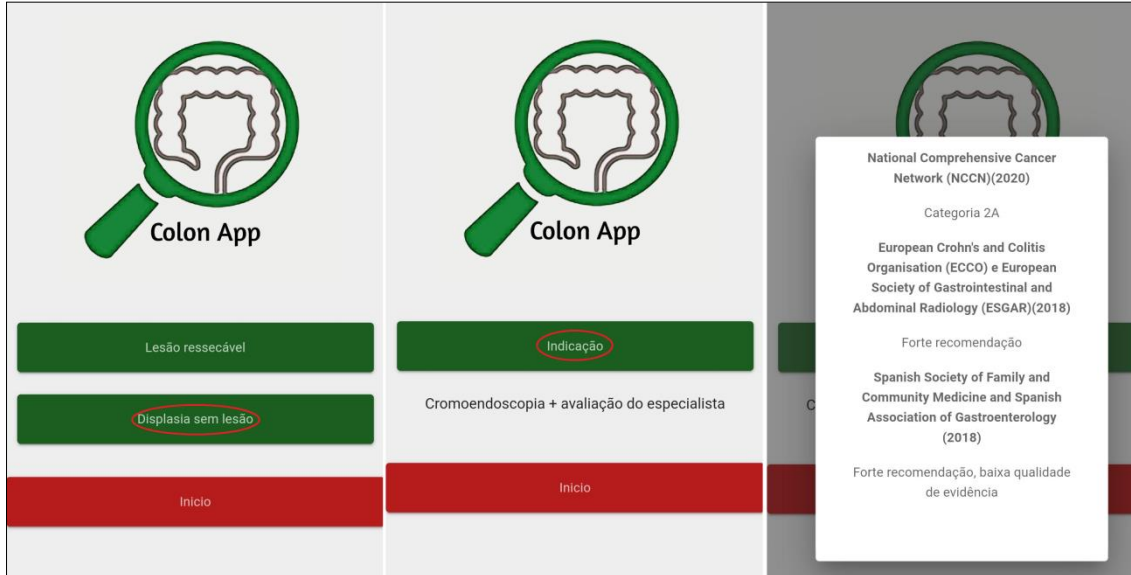 Colon App
Lesão ressecável
Displasia sem lesão
Inicio
Colon App
Indicação
Cromoendoscopia + avaliação do especialista
Inicio
National Comprehensive Cancer
Network (NCCN)(2020)
Categoria 2A
European Crohn's and Colitis
Organisation (ECCO) e European
Society of Gastrointestinal and
Abdominal Radiology (ESGAR)(2018)
Forte recomendação
Spanish Society of Family and
Community Medicine and Spanish
Association of Gastroenterology
(2018)
Forte recomendação, baixa qualidade
de evidência
C